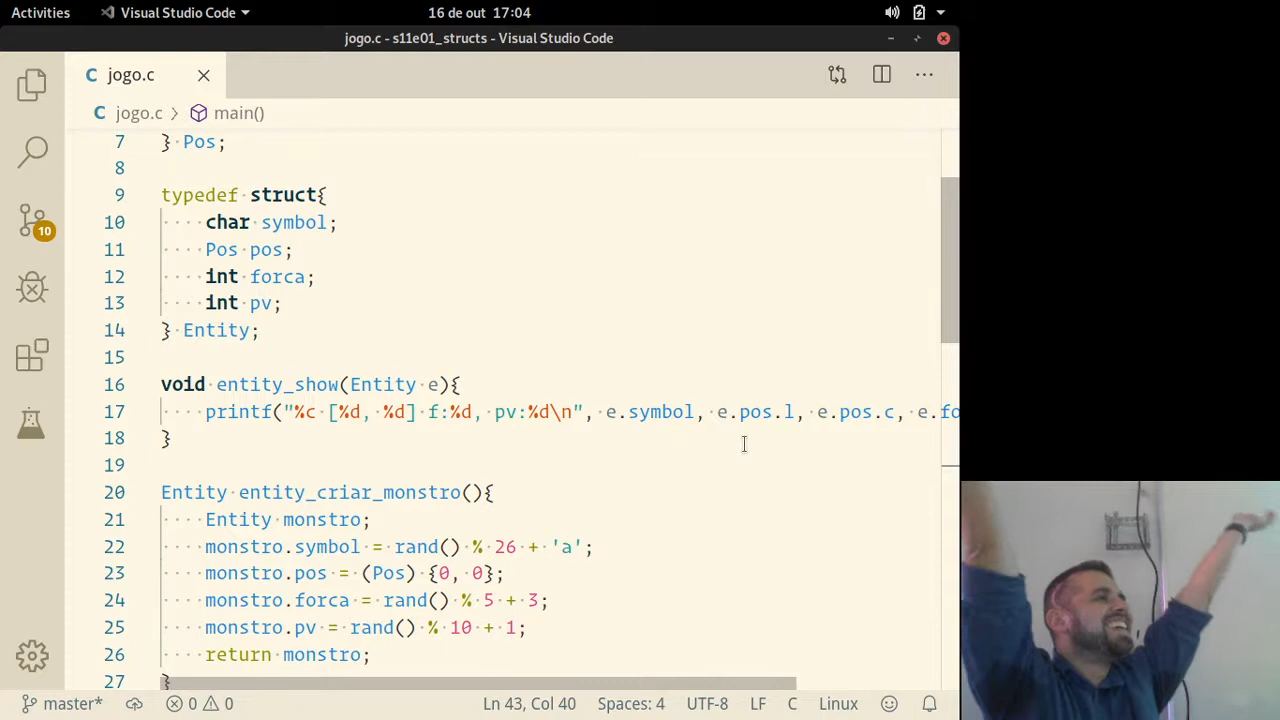 Activities Visual Studio Code 16 de out 17:04
jogo.c - s11e01_structs - Visual Studio Code
C jogo.c
C jogo.c > main()
7 } Pos;
8
9 typedef struct{
10 char symbol;
11 Pos pos;
12 int forca;
13 int pv;
14 } Entity;
15
16 void entity_show(Entity e){
17 printf("%c [%d, %d] f:%d, pv:%d\n", e.symbol, e.pos.l, e.pos.c, e.fo
18 }
19
20 Entity entity_criar_monstro(){
21 Entity monstro;
22 monstro.symbol = rand() % 26 + 'a';
23 monstro.pos = (Pos) {0, 0};
24 monstro.forca = rand() % 5 + 3;
25 monstro.pv = rand() % 10 + 1;
26 return monstro;
27 }
10
master* 0 0 Ln 43, Col 40 Spaces: 4 UTF-8 LF C Linux